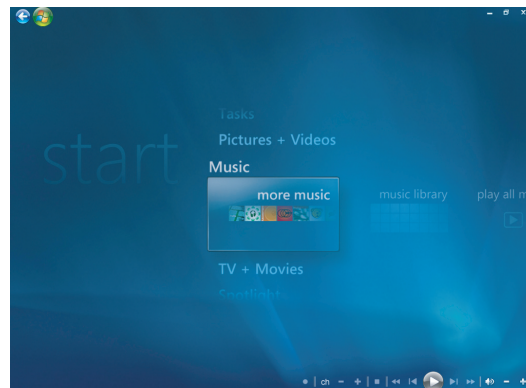 start
Tasks
Pictures + Videos
Music
more music
music library
play all m
TV + Movies
Spotlight
ch